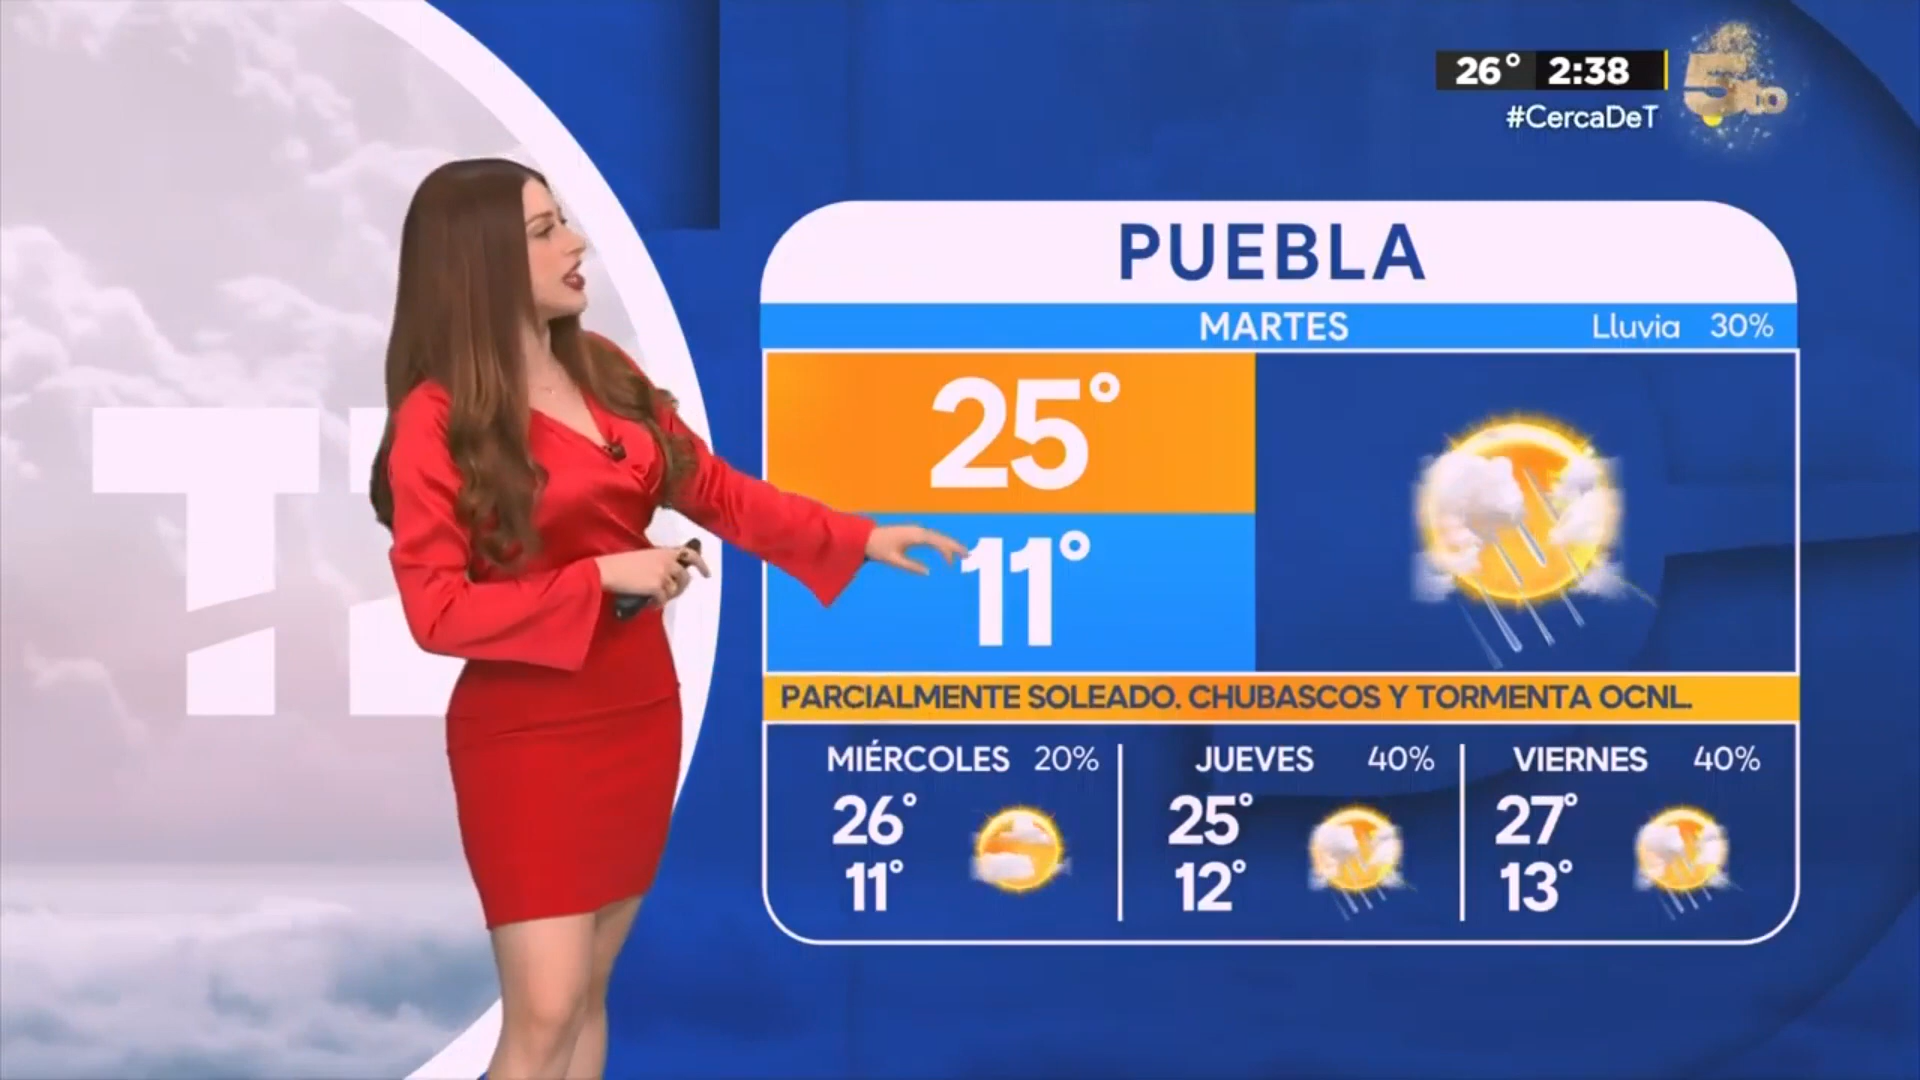 26° 2:38
#CercaDeT
5to
PUEBLA
MARTES Lluvia 30%
25°
11°
PARCIALMENTE SOLEADO. CHUBASCOS Y TORMENTA OCNL.
MIÉRCOLES 20% JUEVES 40% VIERNES 40%
26° 25° 27°
11° 12° 13°